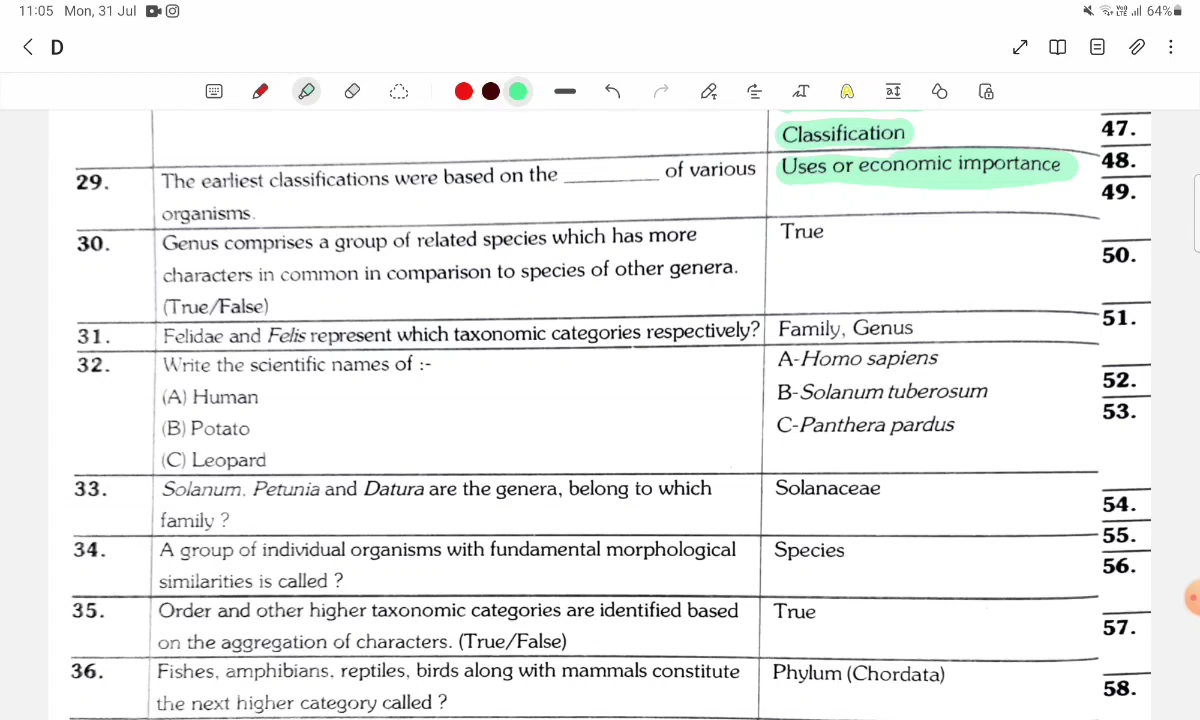 11:05 Mon, 31 Jul 64%
D
Classification 47.
29. The earliest classifications were based on the ________ of various Uses or economic importance 48.
organisms. 49.
30. Genus comprises a group of related species which has more True
characters in common in comparison to species of other genera. 50.
(True/False)
31. Felidae and Felis represent which taxonomic categories respectively? Family, Genus 51.
32. Write the scientific names of :- A-Homo sapiens
(A) Human B-Solanum tuberosum 52.
(B) Potato C-Panthera pardus 53.
(C) Leopard
33. Solanum, Petunia and Datura are the genera, belong to which Solanaceae 54.
family ?
34. A group of individual organisms with fundamental morphological Species 55.
similarities is called ? 56.
35. Order and other higher taxonomic categories are identified based True
on the aggregation of characters. (True/False) 57.
36. Fishes, amphibians, reptiles, birds along with mammals constitute Phylum (Chordata)
the next higher category called ? 58.